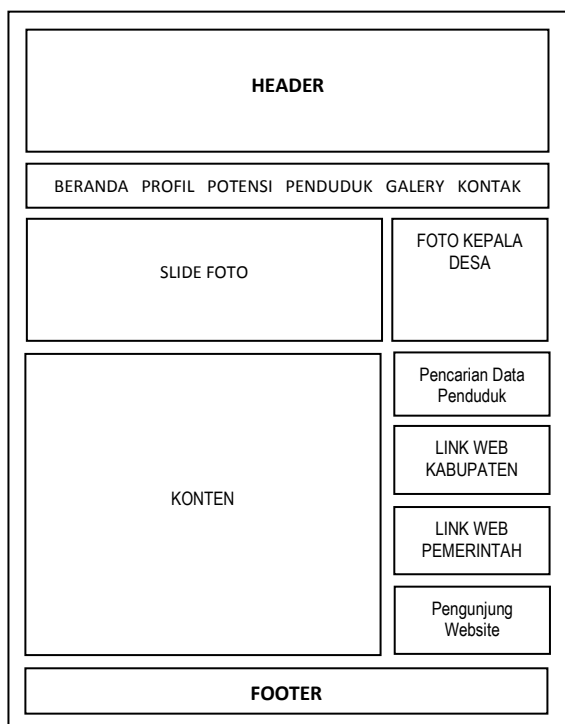 HEADER
BERANDA PROFIL POTENSI PENDUDUK GALERY KONTAK
SLIDE FOTO
FOTO KEPALA
DESA
KONTEN
Pencarian Data
Penduduk
LINK WEB
KABUPATEN
LINK WEB
PEMERINTAH
Pengunjung
Website
FOOTER